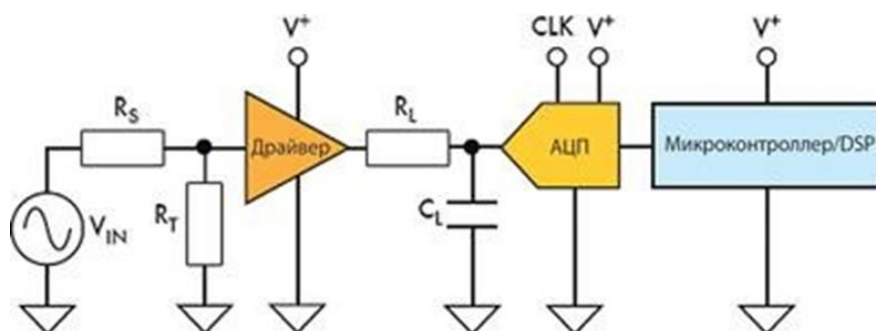 V⁺
CLK V⁺
V⁺
R_S
R_L
Драйвер
АЦП
Микроконтроллер/DSP
V_IN
R_T
C_L